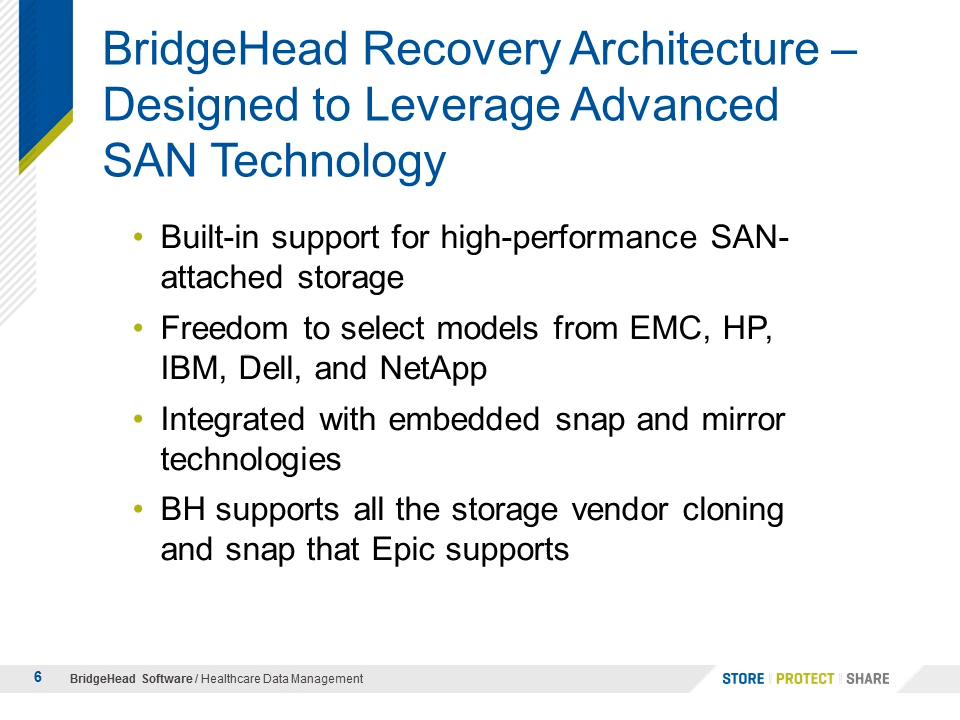 BridgeHead Recovery Architecture –
Designed to Leverage Advanced
SAN Technology
• Built-in support for high-performance SAN-
attached storage
• Freedom to select models from EMC, HP,
IBM, Dell, and NetApp
• Integrated with embedded snap and mirror
technologies
• BH supports all the storage vendor cloning
and snap that Epic supports
6 BridgeHead Software / Healthcare Data Management STORE | PROTECT | SHARE